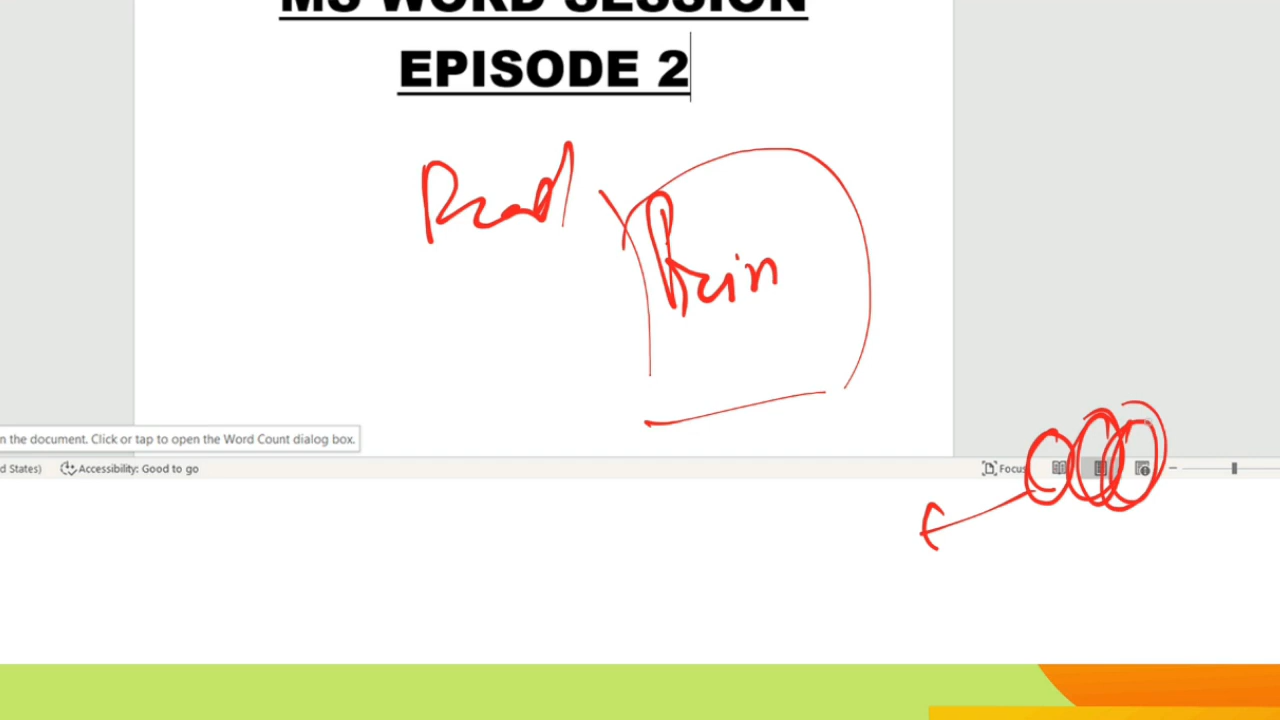 MS WORD SESSION
EPISODE 2
Read
n the document. Click or tap to open the Word Count dialog box.
d States) Accessibility: Good to go Focus